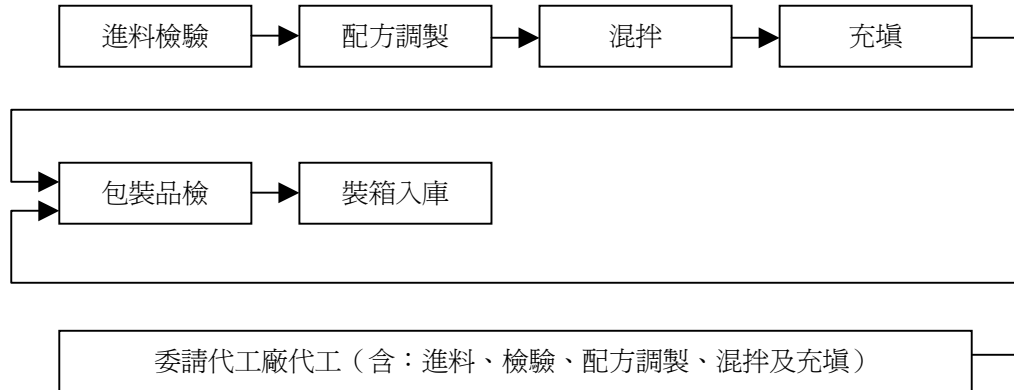 進料檢驗
配方調製
混拌
充填
包裝品檢
裝箱入庫
委請代工廠代工（含：進料、檢驗、配方調製、混拌及充填）